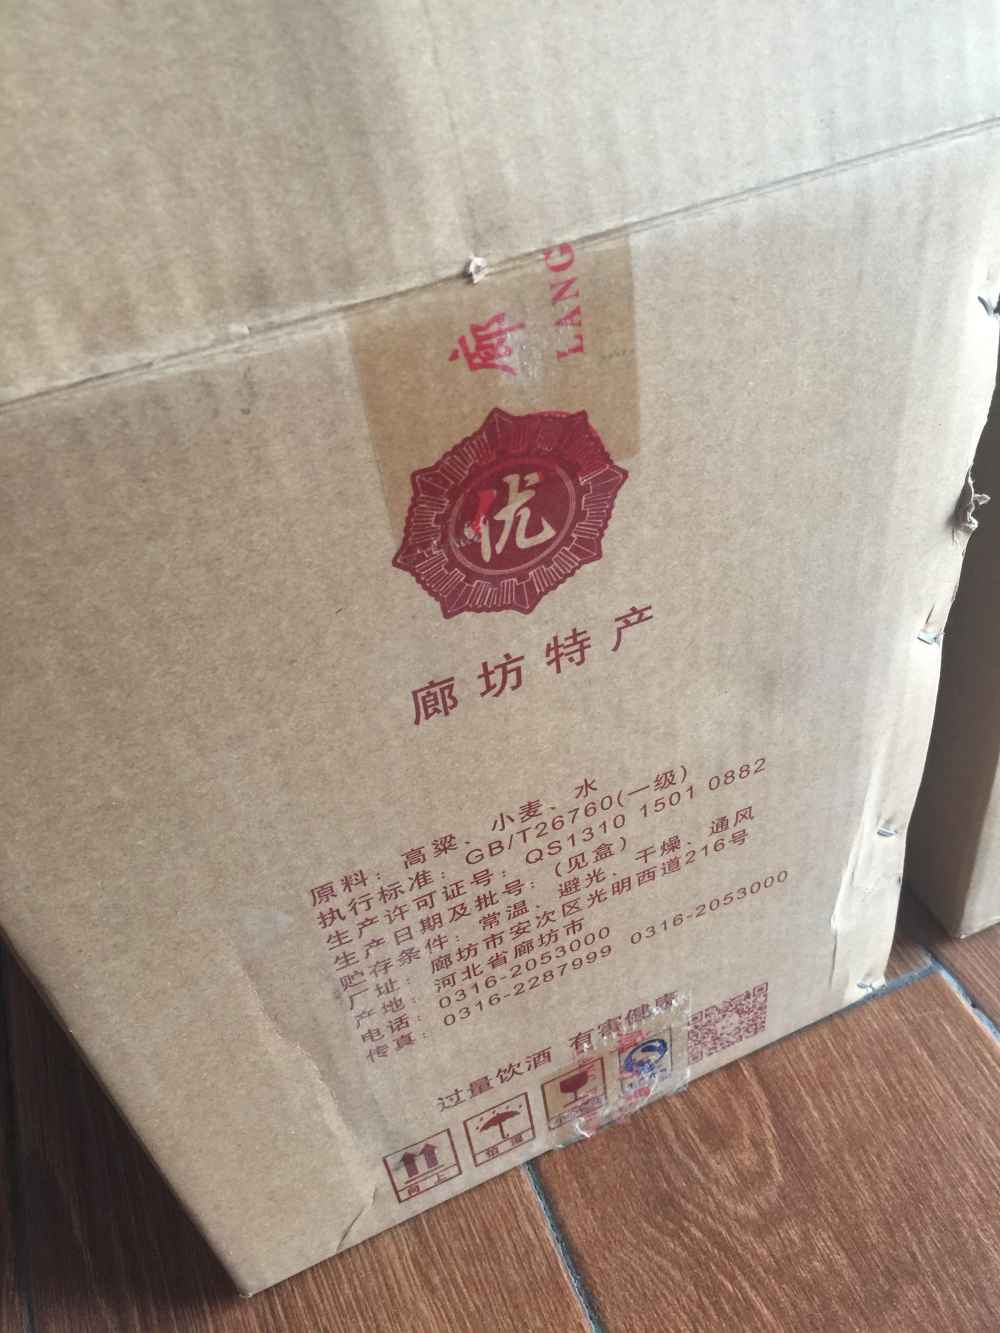 廊
LANG
优
廊坊特产
原料：高粱、小麦、水
执行标准：GB/T26760(一级)
生产许可证号：QS1310 1501 0882
生产日期及批号：（见盒）
贮存条件：常温、避光、干燥、通风
厂址：廊坊市安次区光明西道216号
产地：河北省廊坊市
电话：0316-2053000 0316-2053000
传真：0316-2287999
过量饮酒 有害健康
向上
怕湿